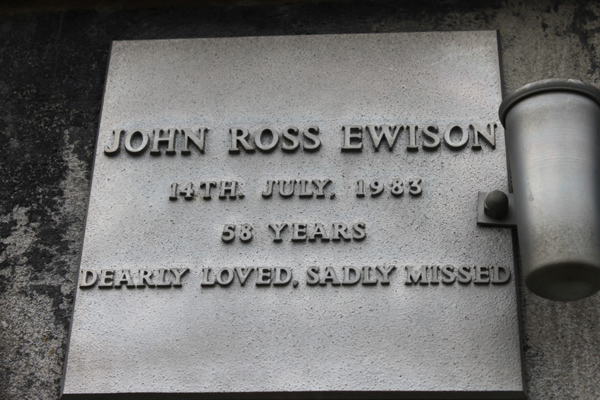 JOHN ROSS EWISON
14TH. JULY, 1983
58 YEARS
DEARLY LOVED, SADLY MISSED